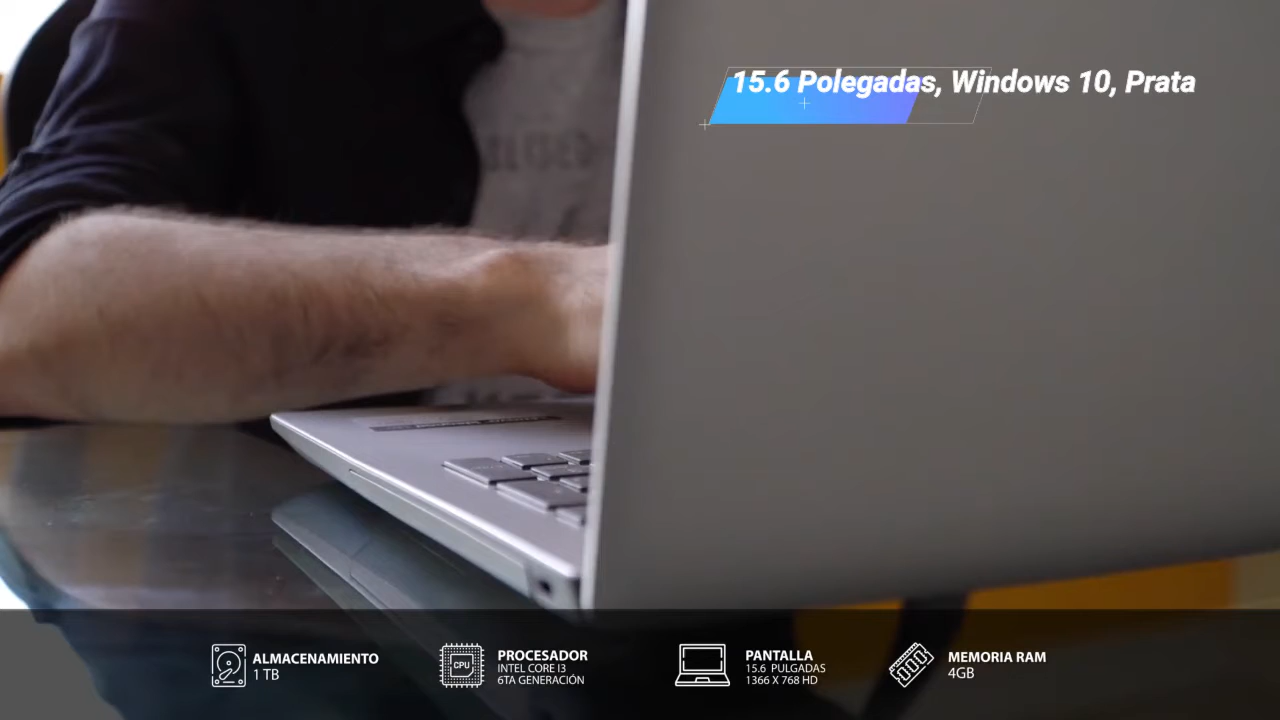 15.6 Polegadas, Windows 10, Prata
ALMACENAMIENTO
1 TB
CPU
PROCESADOR
INTEL CORE I3
6TA GENERACIÓN
PANTALLA
15.6 PULGADAS
1366 X 768 HD
MEMORIA RAM
4GB